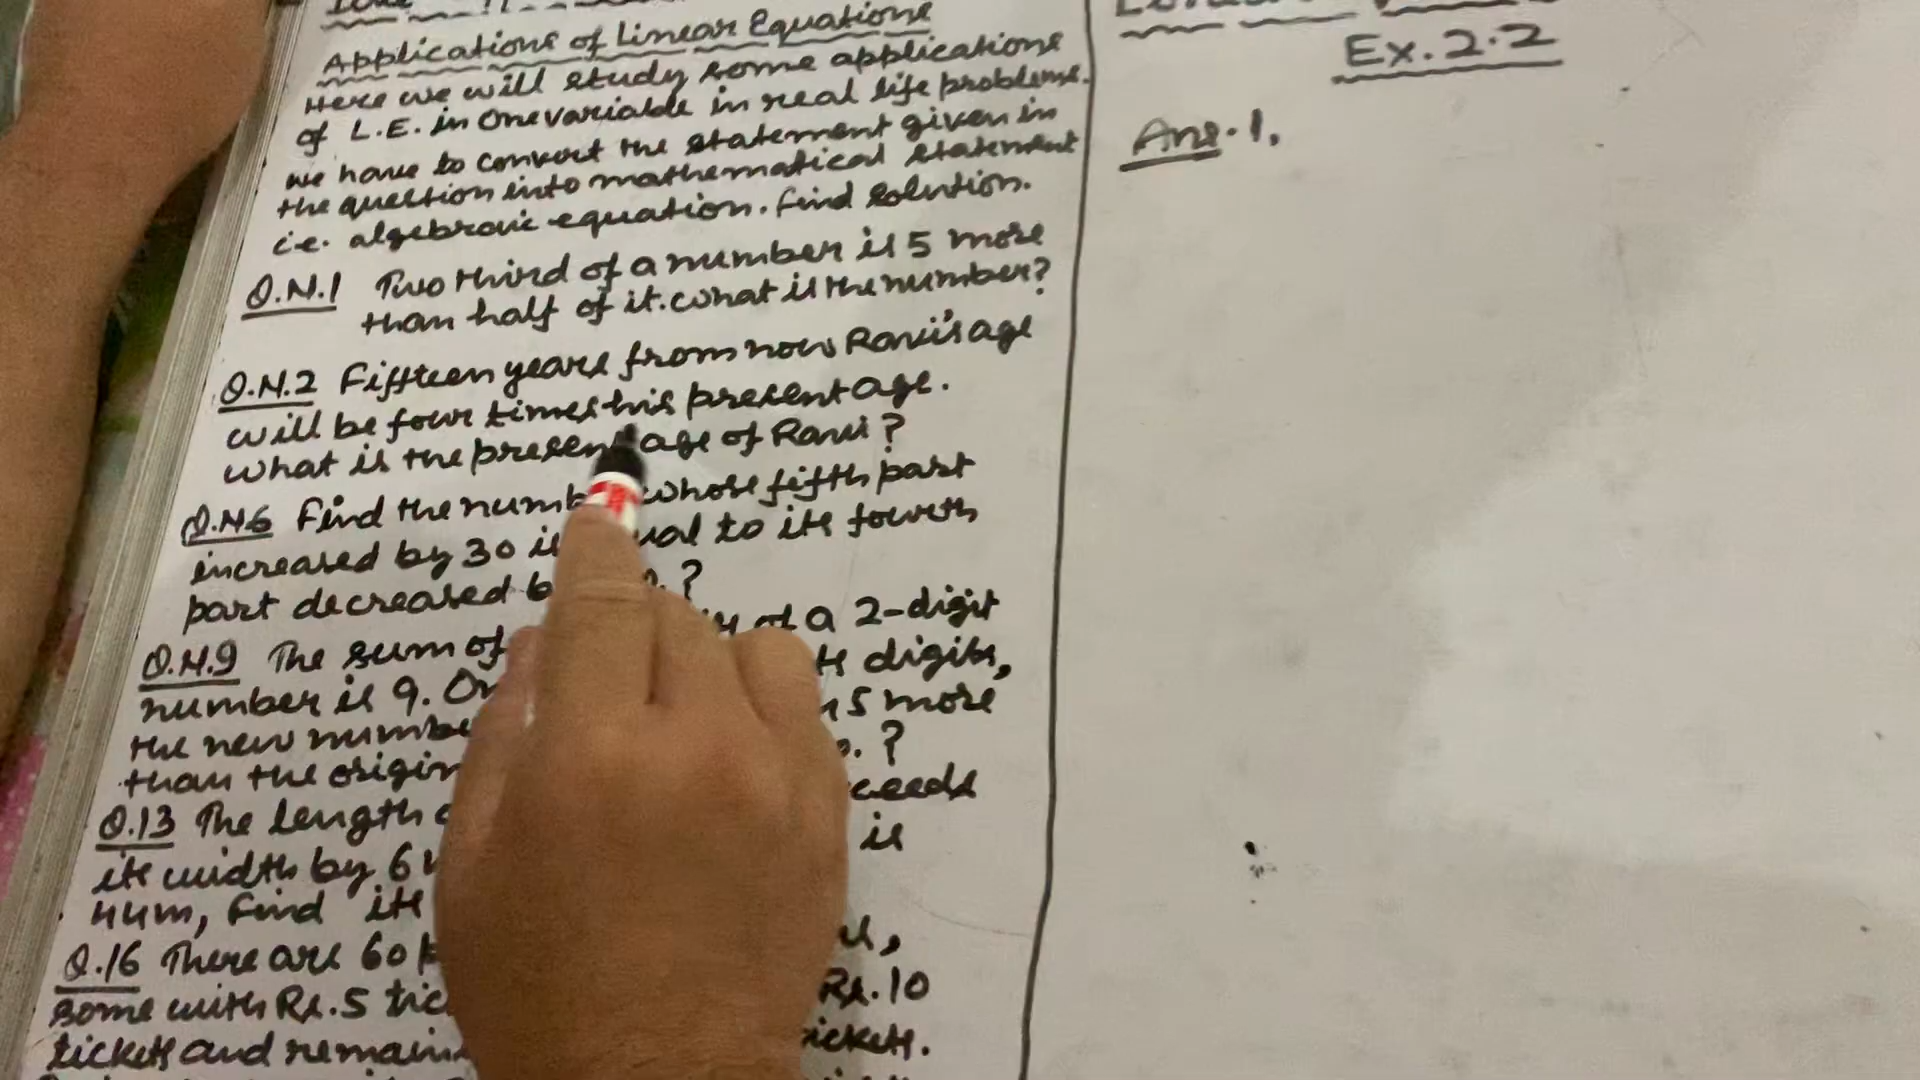 Applications of Linear Equations
Here we will study some applications
of L.E. in one variable in real life problems.
we have to convert the statement given in
the question into mathematical statement
i.e. algebraic equation. Find solution.
Q.N.1 Two third of a number is 5 more
than half of it. What is the number?
Q.N.2 Fifteen years from now Ravi's age
will be four times his present age.
What is the present age of Ravi?
Q.N.6 Find the number whose fifth part
increased by 30 is equal to its fourth
part decreased ?
Q.N.9 The sum of of a 2-digit
number is 9. On digits,
the new number 5 more
than the origin ?
Q.13 The length exceeds
its width by 6 is
44m, Find its
Q.16 There are 60
some with Rs.5 Rs.10
tickets and remain tickets.
Ex. 2.2
Ans. 1.